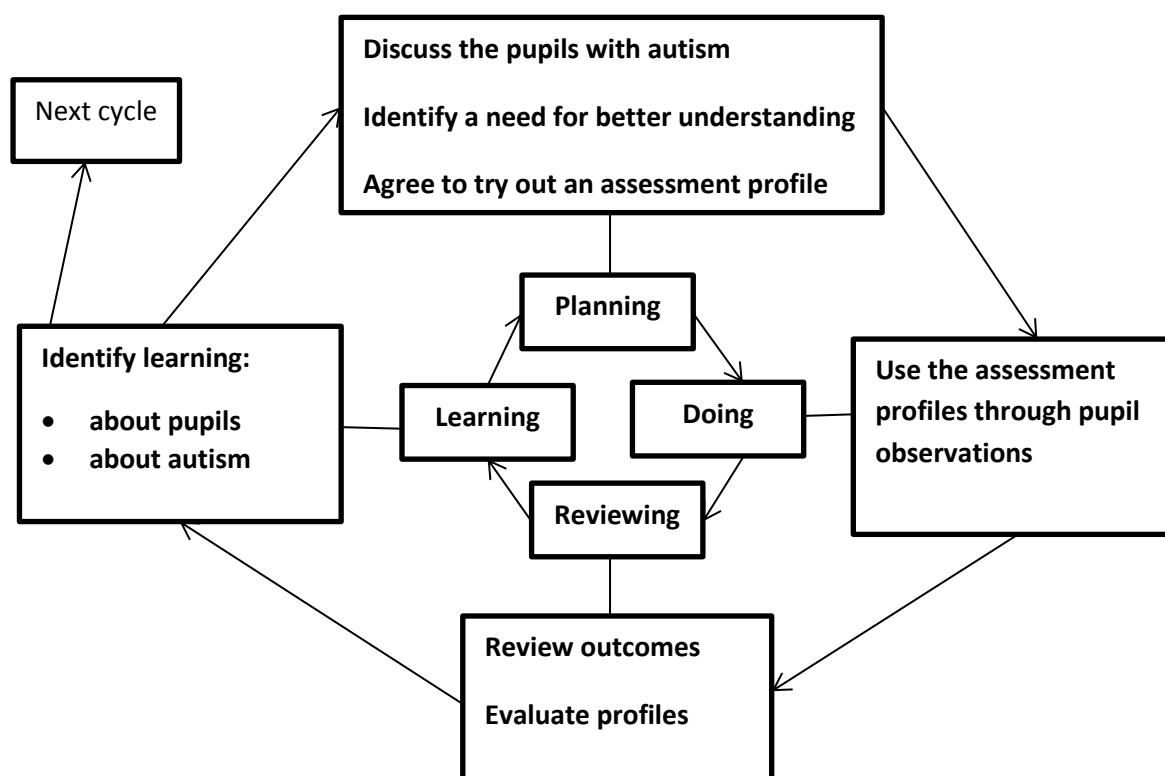 Discuss the pupils with autism
Identify a need for better understanding
Agree to try out an assessment profile
Next cycle
Planning
Identify learning:
• about pupils
• about autism
Learning
Doing
Use the assessment
profiles through pupil
observations
Reviewing
Review outcomes
Evaluate profiles